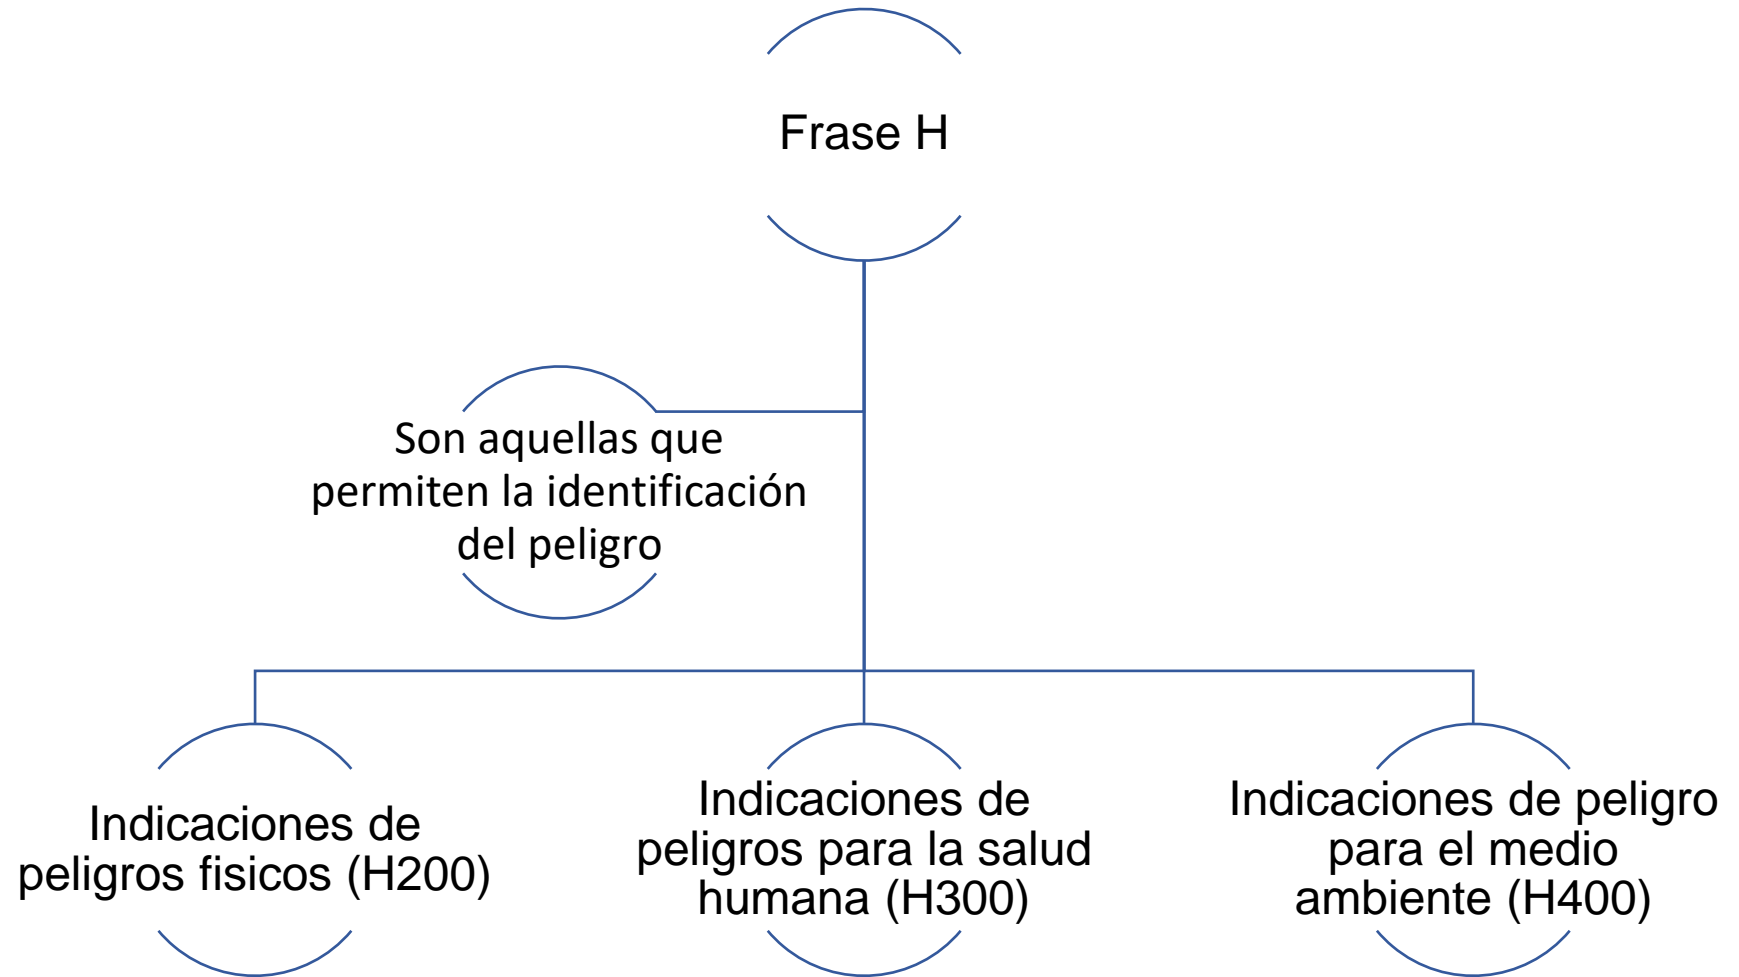 Frase H
Son aquellas que
permiten la identificación
del peligro
Indicaciones de
peligros fisicos (H200)
Indicaciones de
peligros para la salud
humana (H300)
Indicaciones de peligro
para el medio
ambiente (H400)